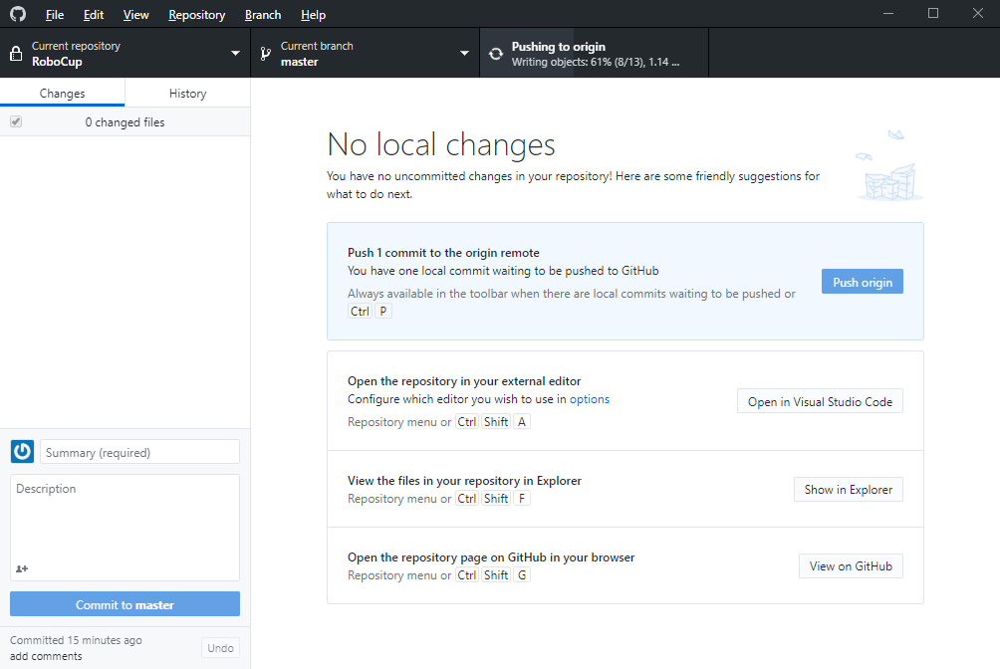 File Edit View Repository Branch Help
Current repository
RoboCup
Current branch
master
Pushing to origin
Writing objects: 61% (8/13), 1.14 ...
Changes
History
0 changed files
No local changes
You have no uncommitted changes in your repository! Here are some friendly suggestions for
what to do next.
Push 1 commit to the origin remote
You have one local commit waiting to be pushed to GitHub
Always available in the toolbar when there are local commits waiting to be pushed or
Ctrl P
Push origin
Open the repository in your external editor
Configure which editor you wish to use in options
Repository menu or Ctrl Shift A
Open in Visual Studio Code
View the files in your repository in Explorer
Repository menu or Ctrl Shift F
Show in Explorer
Open the repository page on GitHub in your browser
Repository menu or Ctrl Shift G
View on GitHub
Summary (required)
Description
Commit to master
Committed 15 minutes ago
add comments
Undo